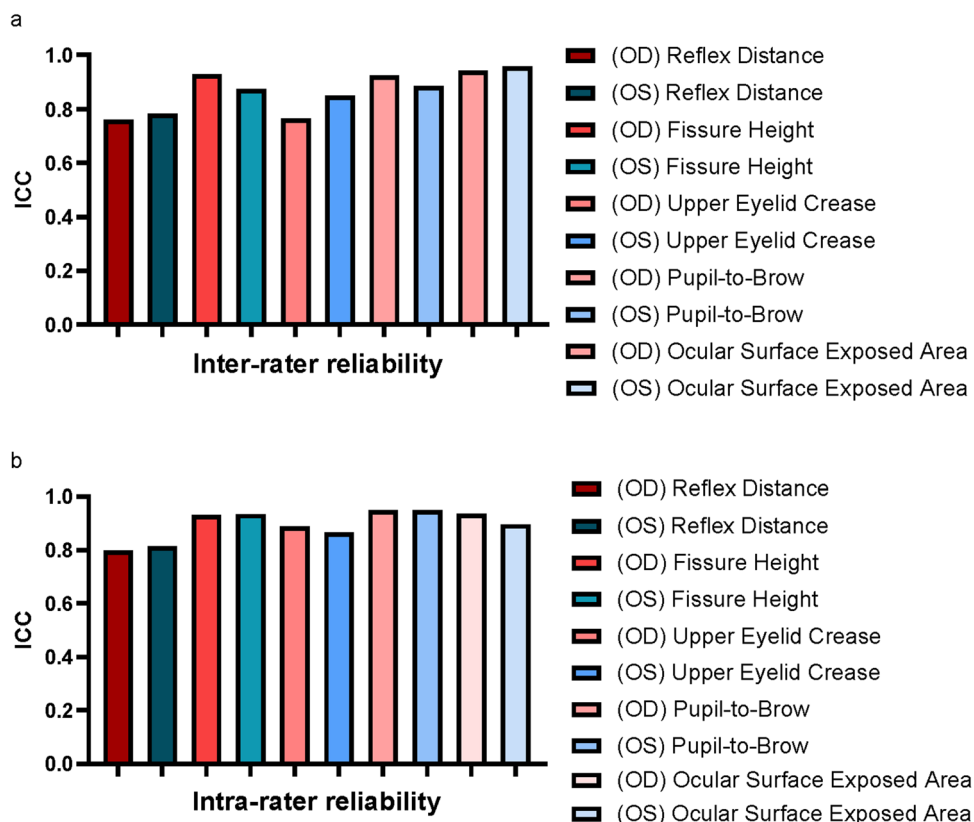 a
1.0
0.8
0.6
0.4
0.2
0.0
ICC
Inter-rater reliability
(OD) Reflex Distance
(OS) Reflex Distance
(OD) Fissure Height
(OS) Fissure Height
(OD) Upper Eyelid Crease
(OS) Upper Eyelid Crease
(OD) Pupil-to-Brow
(OS) Pupil-to-Brow
(OD) Ocular Surface Exposed Area
(OS) Ocular Surface Exposed Area
b
1.0
0.8
0.6
0.4
0.2
0.0
ICC
Intra-rater reliability
(OD) Reflex Distance
(OS) Reflex Distance
(OD) Fissure Height
(OS) Fissure Height
(OD) Upper Eyelid Crease
(OS) Upper Eyelid Crease
(OD) Pupil-to-Brow
(OS) Pupil-to-Brow
(OD) Ocular Surface Exposed Area
(OS) Ocular Surface Exposed Area